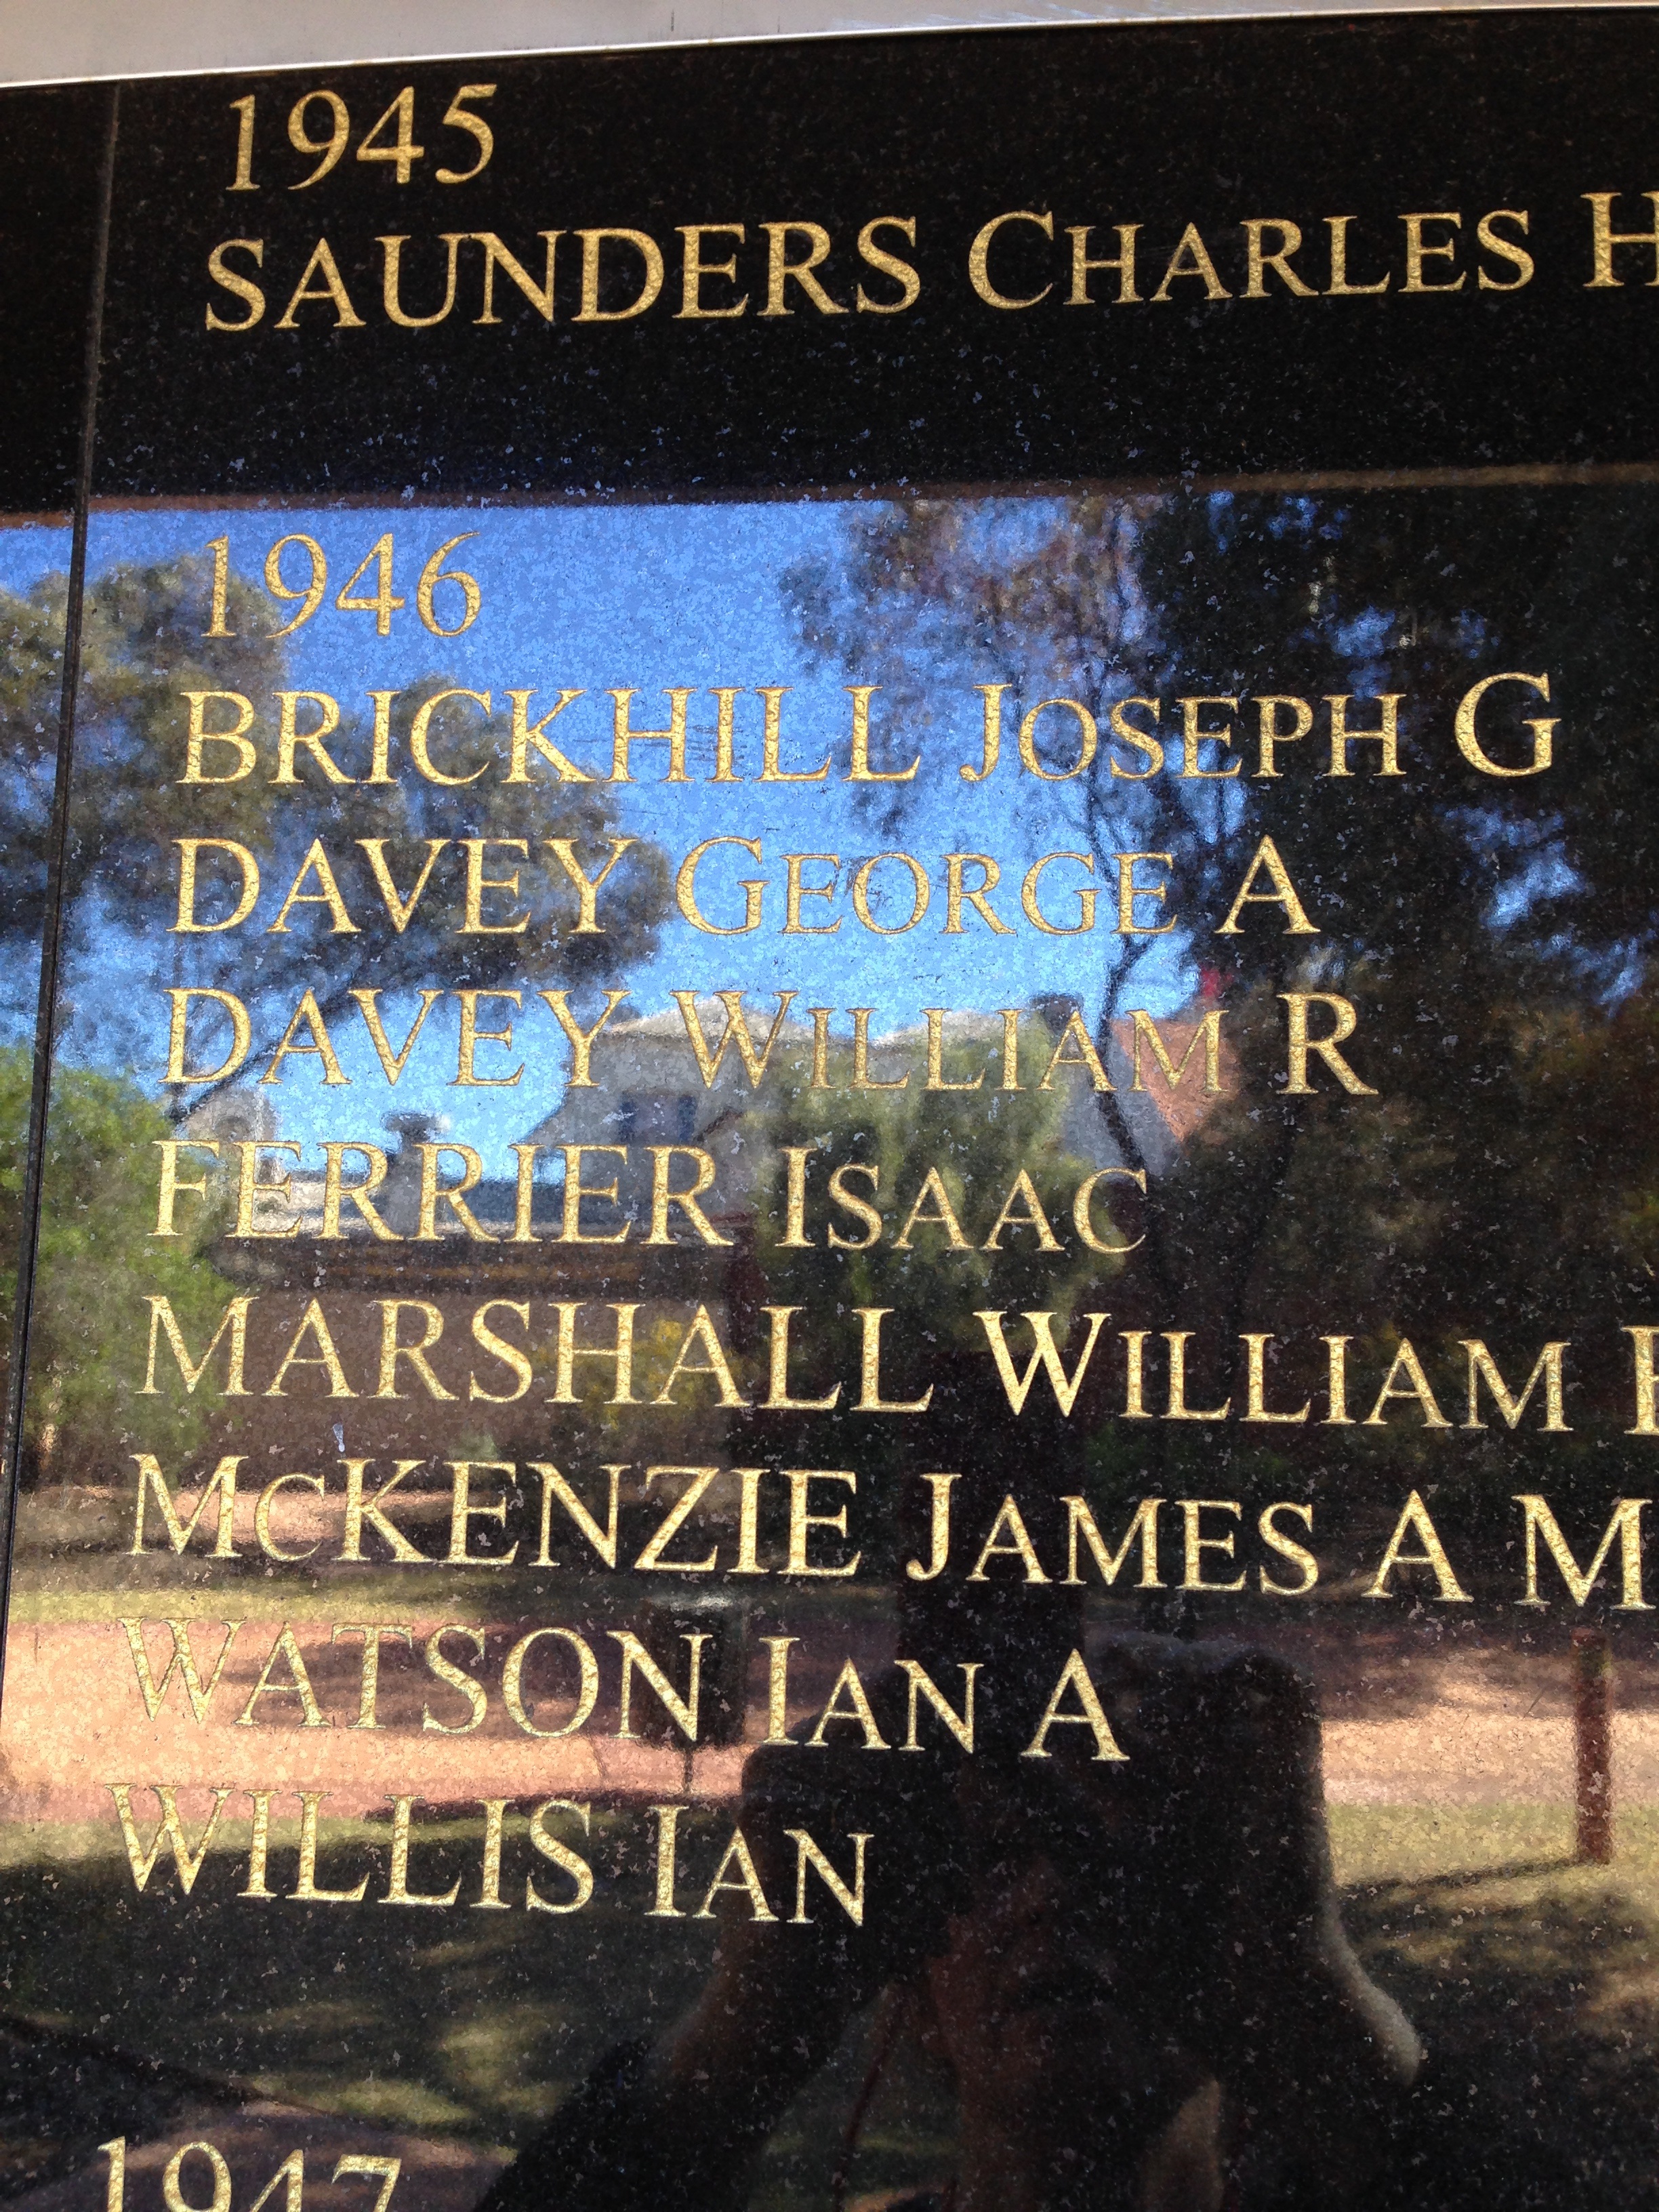 1945
SAUNDERS CHARLES H
1946
BRICKHILL JOSEPH G
DAVEY GEORGE A
DAVEY WILLIAM R
FERRIER ISAAC
MARSHALL WILLIAM
MCKENZIE JAMES A M
WATSON IAN A
WILLIS IAN
1947